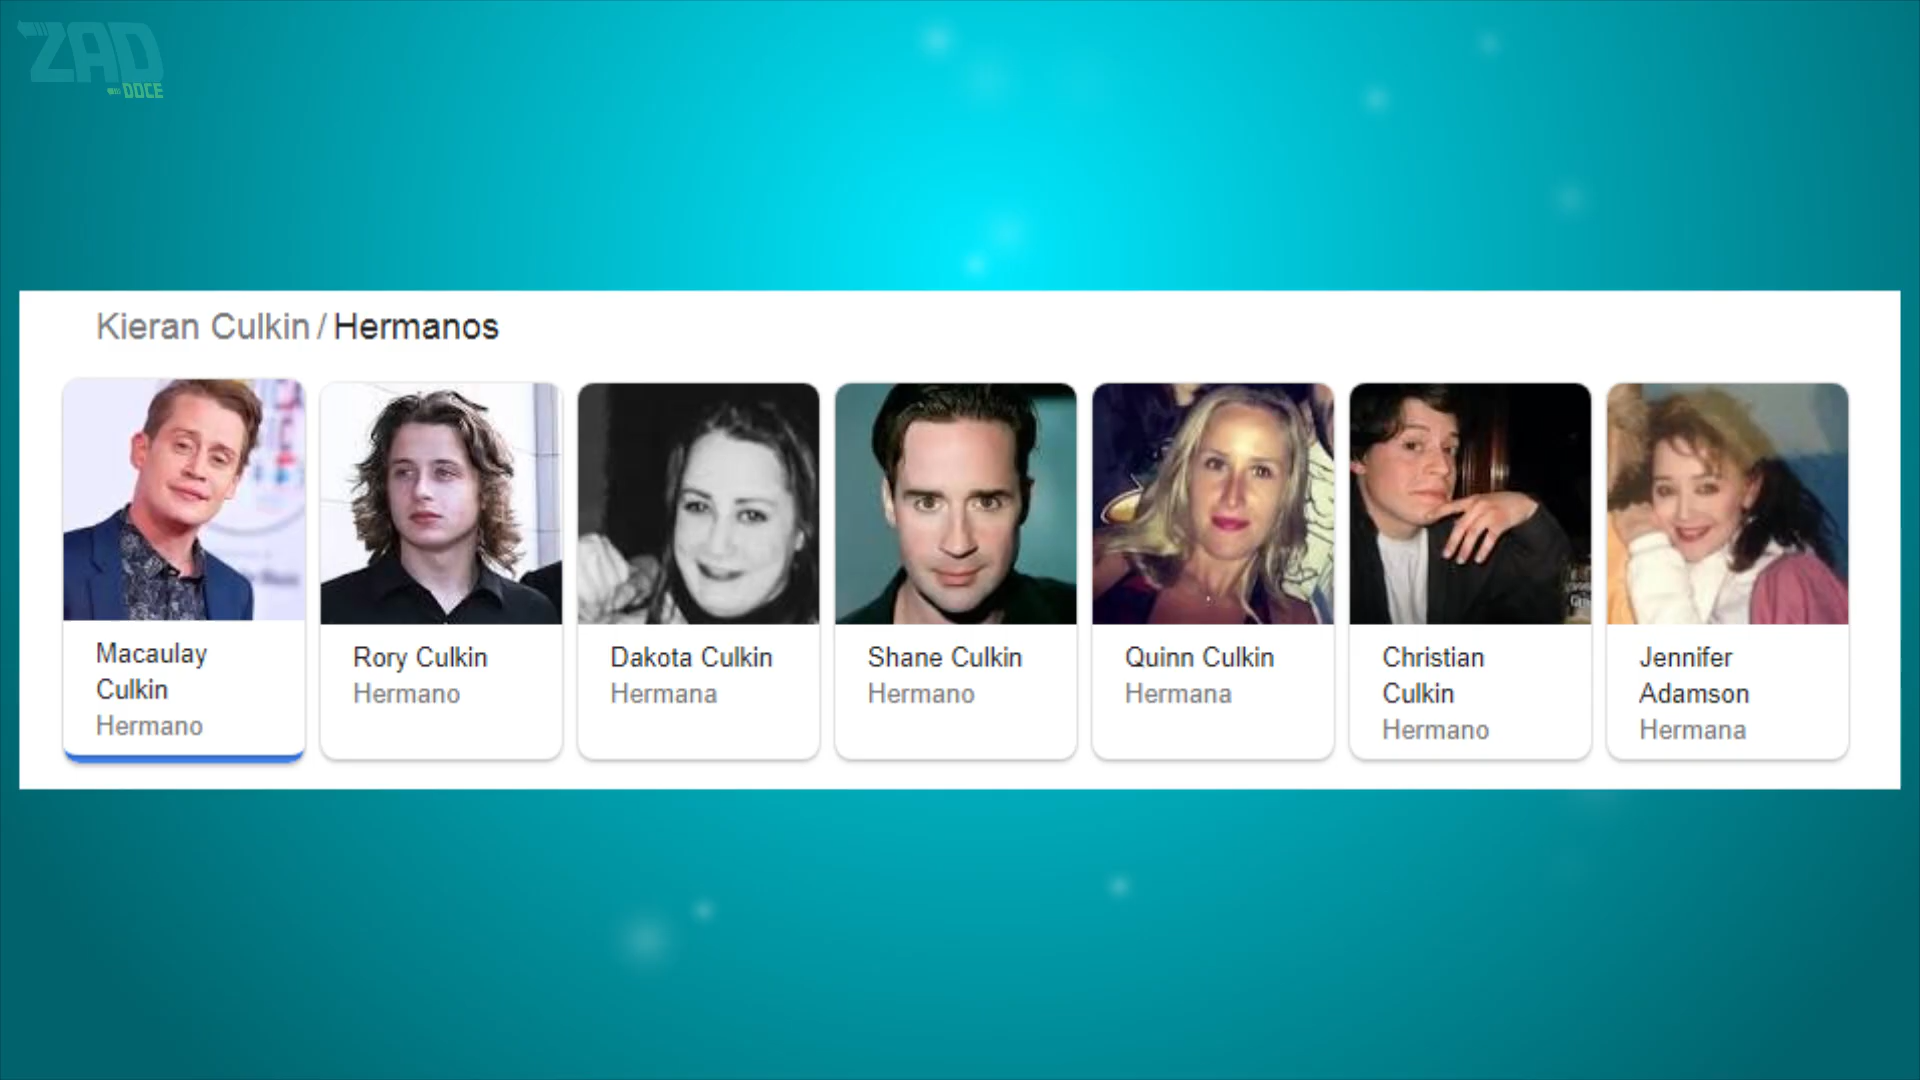 ZAD
DOCE
Kieran Culkin / Hermanos
Macaulay
Culkin
Hermano
Rory Culkin
Hermano
Dakota Culkin
Hermana
Shane Culkin
Hermano
Quinn Culkin
Hermana
Christian
Culkin
Hermano
Jennifer
Adamson
Hermana